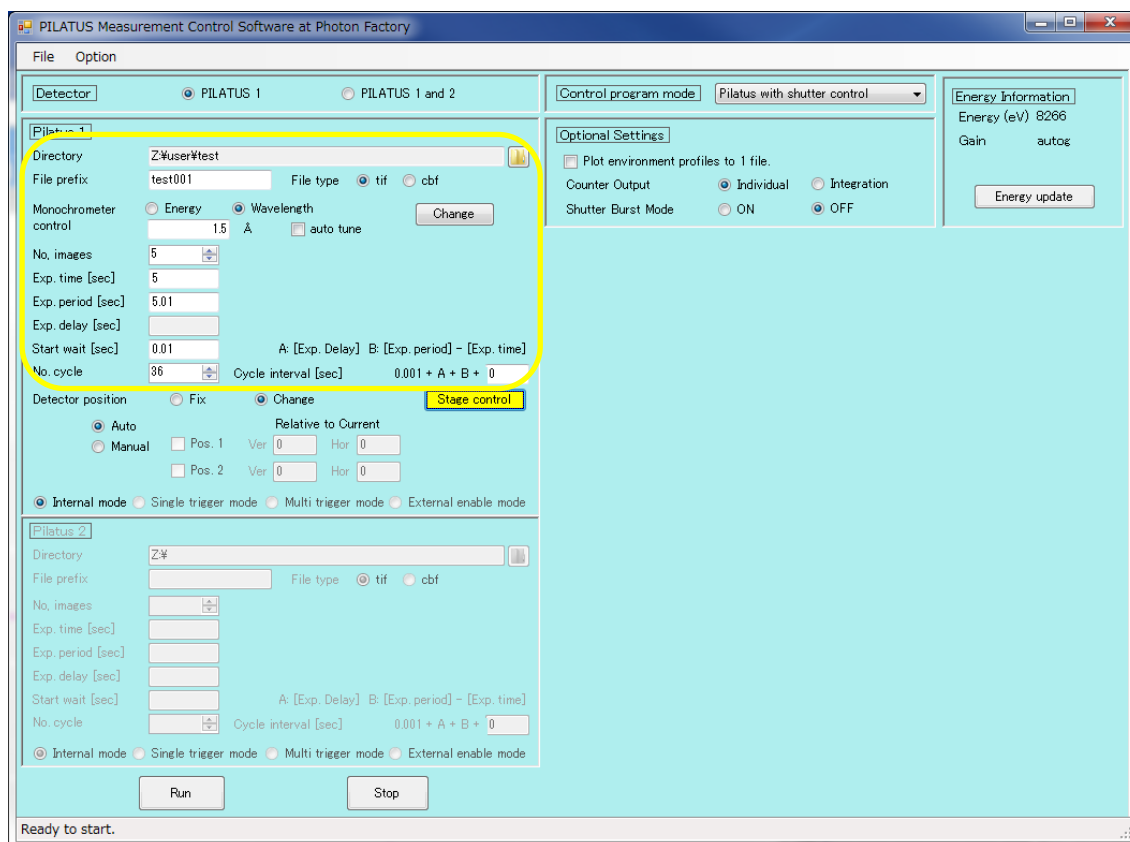 PILATUS Measurement Control Software at Photon Factory
File Option
Detector PILATUS 1 PILATUS 1 and 2
Control program mode Pilatus with shutter control
Energy Information
Energy (eV) 8266
Gain autog
Energy update
Optional Settings
Plot environment profiles to 1 file.
Counter Output Individual Integration
Shutter Burst Mode ON OFF
Pilatus 1
Directory Z:¥user¥test
File prefix test001 File type tif cbf
Monochrometer control Energy Wavelength Change
1.5 Å auto tune
No, images 5
Exp. time [sec] 5
Exp. period [sec] 5.01
Exp. delay [sec]
Start wait [sec] 0.01 A: [Exp. Delay] B: [Exp. period] - [Exp. time]
No. cycle 36 Cycle interval [sec] 0.001 + A + B + 0
Detector position Fix Change Stage control
Auto Relative to Current
Manual Pos. 1 Ver 0 Hor 0
Pos. 2 Ver 0 Hor 0
Internal mode Single trigger mode Multi trigger mode External enable mode
Pilatus 2
Directory Z:¥
File prefix File type tif cbf
No, images
Exp. time [sec]
Exp. period [sec]
Exp. delay [sec]
Start wait [sec] A: [Exp. Delay] B: [Exp. period] - [Exp. time]
No. cycle Cycle interval [sec] 0.001 + A + B + 0
Internal mode Single trigger mode Multi trigger mode External enable mode
Run Stop
Ready to start.